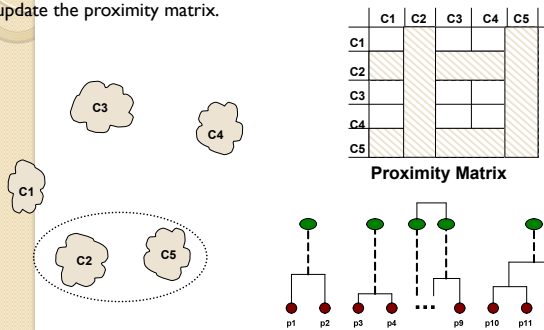 update the proximity matrix.
C1 C2 C3 C4 C5
C1
C2
C3
C4
C5
Proximity Matrix
C3
C4
C1
C2 C5
...
p1 p2 p3 p4 p9 p10 p11